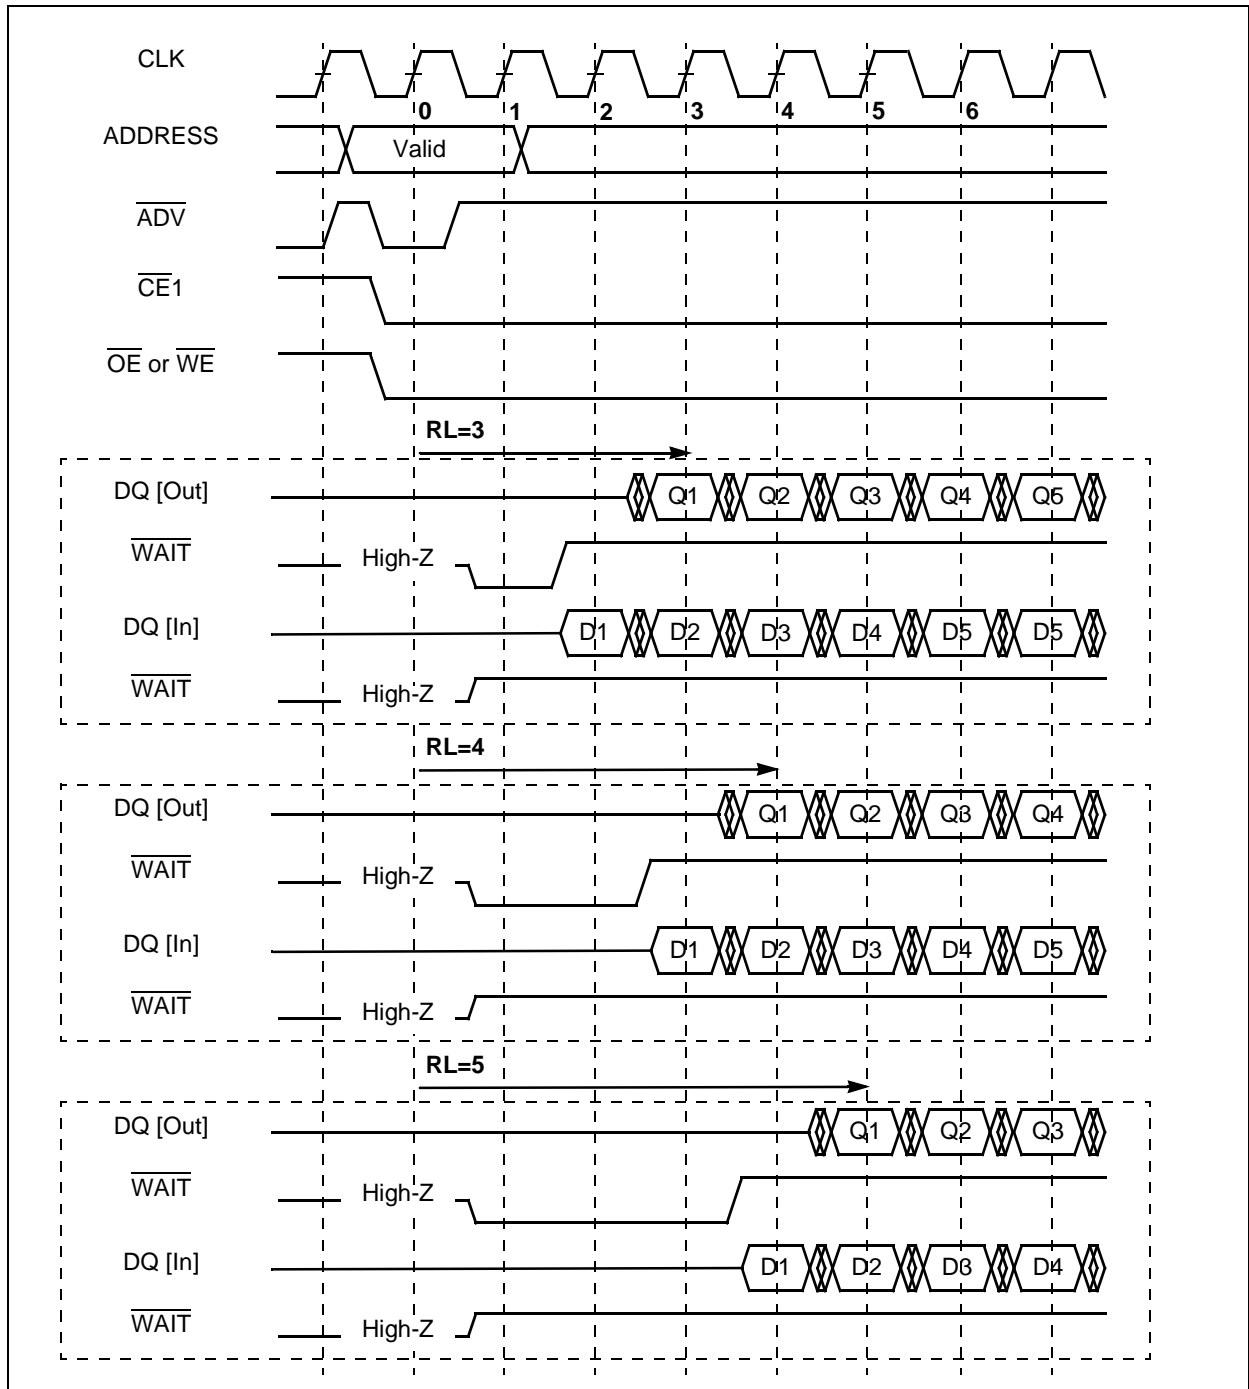 CLK
0 1 2 3 4 5 6
ADDRESS Valid
ADV
CE1
OE or WE
RL=3
DQ [Out] Q1 Q2 Q3 Q4 Q5
WAIT High-Z
DQ [In] D1 D2 D3 D4 D5 D5
WAIT High-Z
RL=4
DQ [Out] Q1 Q2 Q3 Q4
WAIT High-Z
DQ [In] D1 D2 D3 D4 D5
WAIT High-Z
RL=5
DQ [Out] Q1 Q2 Q3
WAIT High-Z
DQ [In] D1 D2 D3 D4
WAIT High-Z